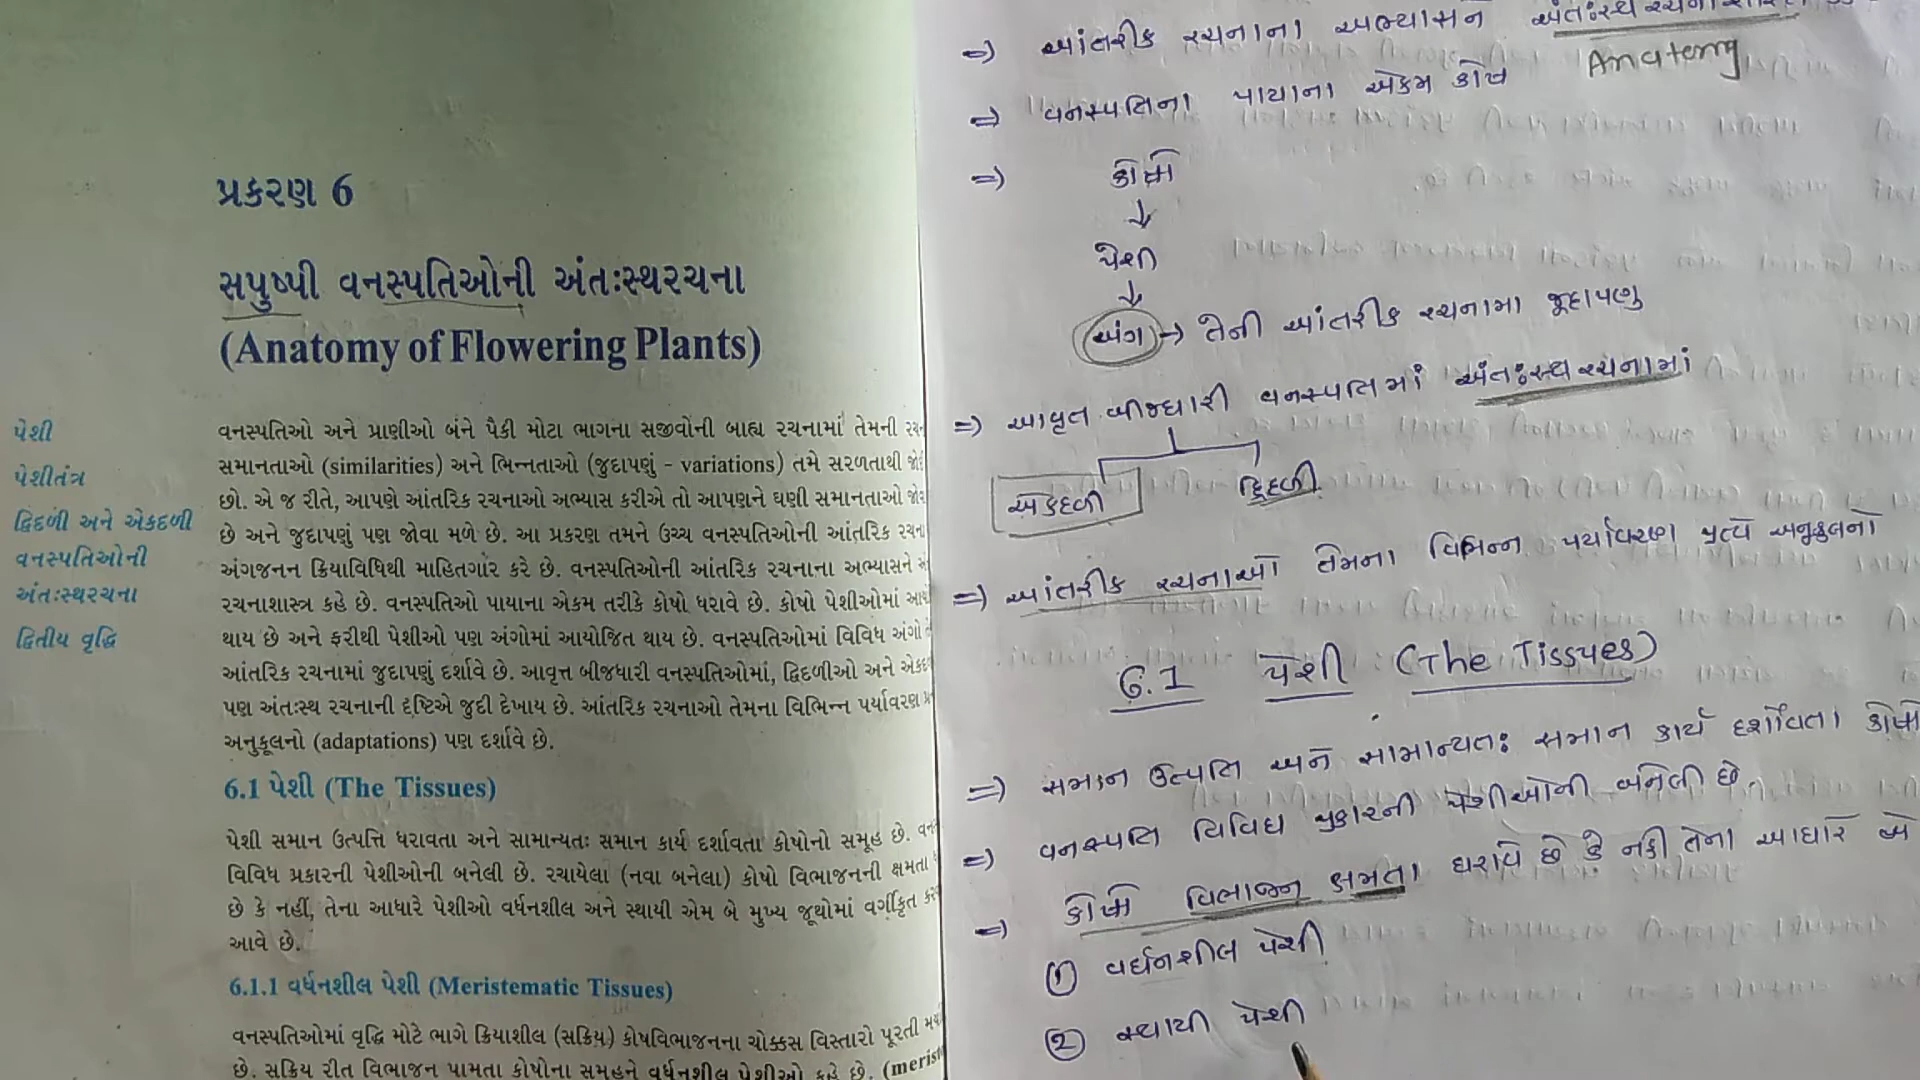 પ્રકરણ 6
સપુષ્પી વનસ્પતિઓની અંતઃસ્થરચના
(Anatomy of Flowering Plants)
પેશી
પેશીતંત્ર
દ્વિદળી અને એકદળી
વનસ્પતિઓની
અંતઃસ્થરચના
દ્વિતીય વૃદ્ધિ
વનસ્પતિઓ અને પ્રાણીઓ બંને પૈકી મોટા ભાગના સજીવોની બાહ્ય રચનામાં તેમની
સમાનતાઓ (similarities) અને ભિન્નતાઓ (જુદાપણું - variations) તમે સરળતાથી
છો. એ જ રીતે, આપણે આંતરિક રચનાઓ અભ્યાસ કરીએ તો આપણને ઘણી સમાનતાઓ
છે અને જુદાપણું પણ જોવા મળે છે. આ પ્રકરણ તમને ઉચ્ચ વનસ્પતિઓની આંતરિક
અંગજનન ક્રિયાવિધિથી માહિતગાર કરે છે. વનસ્પતિઓની આંતરિક રચનાના અભ્યાસને
રચનાશાસ્ત્ર કહે છે. વનસ્પતિઓ પાયાના એકમ તરીકે કોષો ધરાવે છે. કોષો પેશીઓમાં
થાય છે અને ફરીથી પેશીઓ પણ અંગોમાં આયોજિત થાય છે. વનસ્પતિઓમાં વિવિધ અંગો
આંતરિક રચનામાં જુદાપણું દર્શાવે છે. આવૃત્ત બીજધારી વનસ્પતિઓમાં, દ્વિદળીઓ અને
પણ અંતઃસ્થ રચનાની દૃષ્ટિએ જુદી દેખાય છે. આંતરિક રચનાઓ તેમના વિભિન્ન પર્યાવરણ
અનુકૂલનો (adaptations) પણ દર્શાવે છે.
6.1 પેશી (The Tissues)
પેશી સમાન ઉત્પત્તિ ધરાવતા અને સામાન્યતઃ સમાન કાર્ય દર્શાવતા કોષોનો સમૂહ છે.
વિવિધ પ્રકારની પેશીઓની બનેલી છે. રચાયેલા (નવા બનેલા) કોષો વિભાજનની ક્ષમતા
છે કે નહીં, તેના આધારે પેશીઓ વર્ધનશીલ અને સ્થાયી એમ બે મુખ્ય જૂથોમાં વર્ગીકૃત
આવે છે.
6.1.1 વર્ધનશીલ પેશી (Meristematic Tissues)
વનસ્પતિઓમાં વૃદ્ધિ મોટે ભાગે ક્રિયાશીલ (સક્રિય) કોષવિભાજનના ચોક્કસ વિસ્તારો પૂરતી
છે. સક્રિય રીત વિભાજન પામતા કોષોના સમૂહને વર્ધનશીલ પેશીઓ કહે છે.
=> આંતરીક રચનાના અભ્યાસને
Anatemy
=> વનસ્પતિના પાયાના એકમ કોષ
=> કોષો
↓
પેશી
↓
અંગ → તેની આંતરીક રચનામા જૂદાપણુ
=> આવૃત બીજધારી વનસ્પતિમાં અંતઃસ્થ રચનામાં
એકદળી દ્વિદળી
=> આંતરીક રચનાઓ તેમના વિભિન્ન પર્યાવરણ પ્રત્યે અનુકુલનો
6.1 પેશી : (The Tissyes)
=> સમાન ઉત્પતિ અને સામાન્યતઃ સમાન કાર્ય દર્શાવતા કોષો
=> વનસ્પતિ વિવિધ પ્રકારની પેશીઓની બનેલી છે.
=> કોષો વિભાજન ક્ષમતા ધરાવે છે કે નહી તેના આધારે બે
① વર્ધનશીલ પેશી
② સ્થાયી પેશી